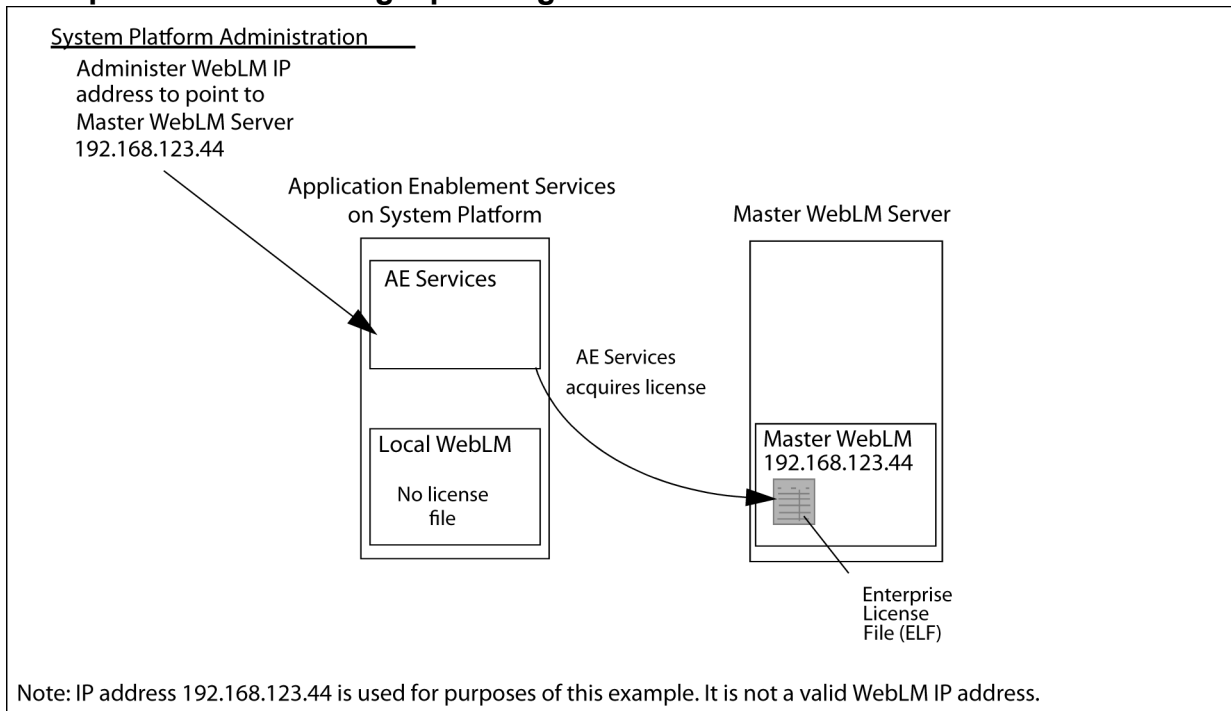 System Platform Administration
Administer WebLM IP
address to point to
Master WebLM Server
192.168.123.44
Application Enablement Services
on System Platform
Master WebLM Server
AE Services
AE Services
acquires license
Local WebLM
No license
file
Master WebLM
192.168.123.44
Enterprise
License
File (ELF)
Note: IP address 192.168.123.44 is used for purposes of this example. It is not a valid WebLM IP address.